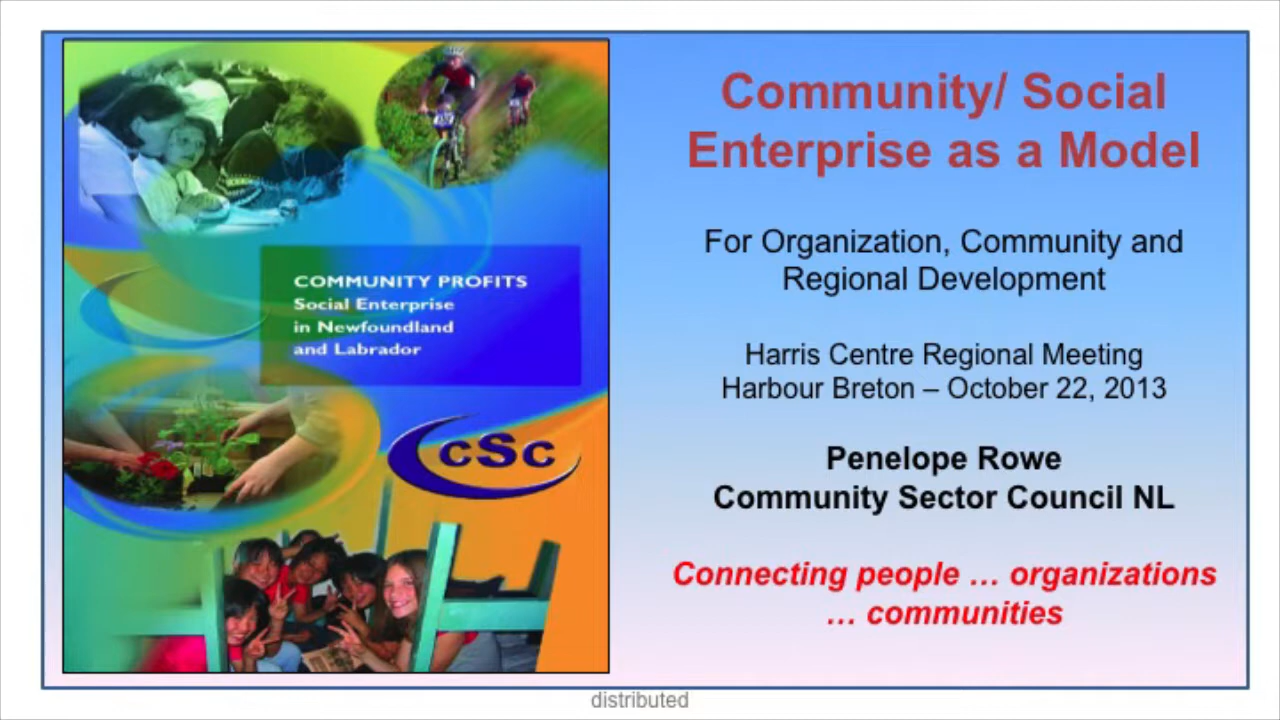 COMMUNITY PROFITS
Social Enterprise
in Newfoundland
and Labrador
cSc
Community/ Social
Enterprise as a Model
For Organization, Community and
Regional Development
Harris Centre Regional Meeting
Harbour Breton – October 22, 2013
Penelope Rowe
Community Sector Council NL
Connecting people … organizations
… communities
distributed